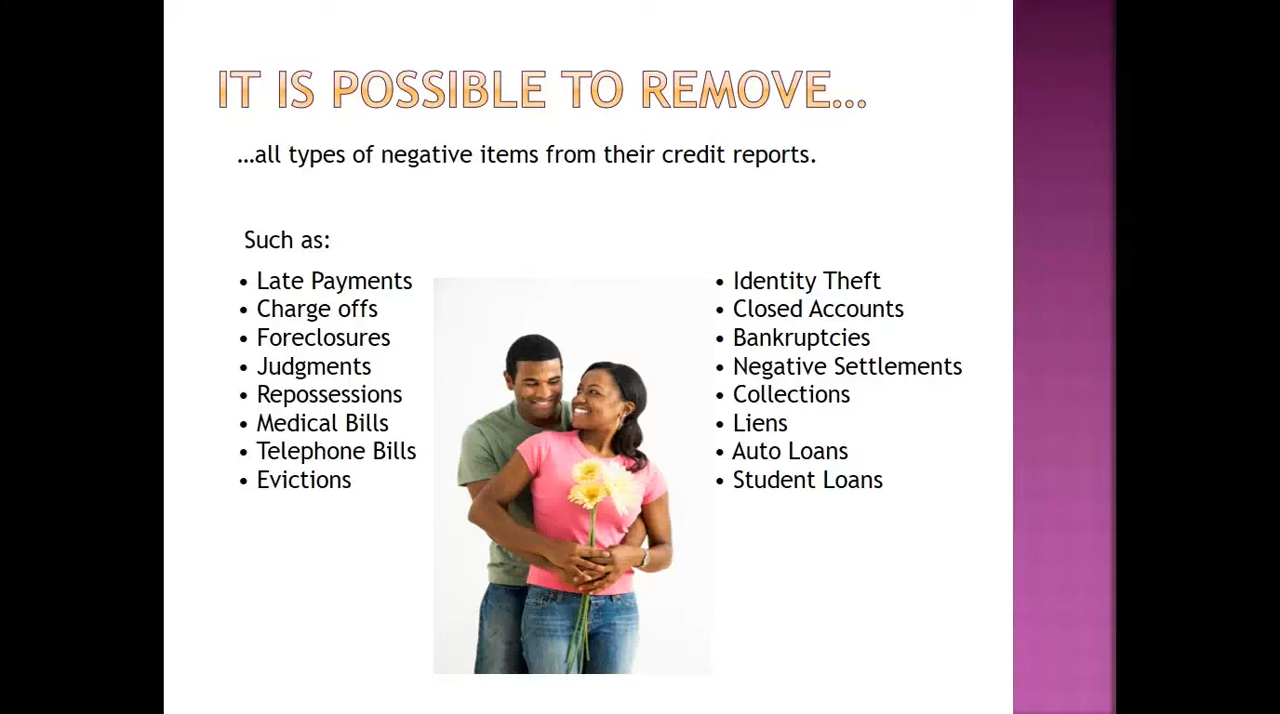 IT IS POSSIBLE TO REMOVE...
...all types of negative items from their credit reports.
Such as:
• Late Payments
• Charge offs
• Foreclosures
• Judgments
• Repossessions
• Medical Bills
• Telephone Bills
• Evictions
• Identity Theft
• Closed Accounts
• Bankruptcies
• Negative Settlements
• Collections
• Liens
• Auto Loans
• Student Loans